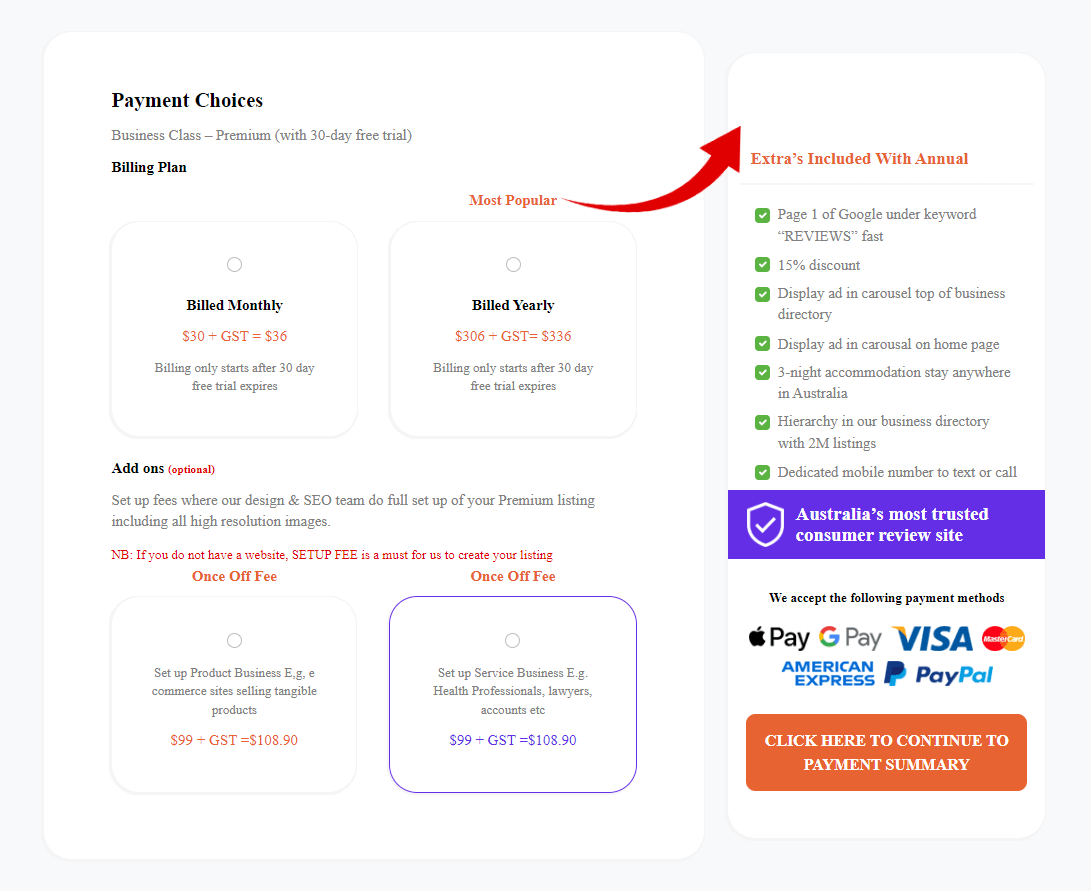 Payment Choices
Business Class – Premium (with 30-day free trial)
Billing Plan
Most Popular
Billed Monthly
$30 + GST = $36
Billing only starts after 30 day
free trial expires
Billed Yearly
$306 + GST= $336
Billing only starts after 30 day
free trial expires
Add ons (optional)
Set up fees where our design & SEO team do full set up of your Premium listing
including all high resolution images.
NB: If you do not have a website, SETUP FEE is a must for us to create your listing
Once Off Fee
Set up Product Business E,g, e
commerce sites selling tangible
products
$99 + GST =$108.90
Once Off Fee
Set up Service Business E.g.
Health Professionals, lawyers,
accounts etc
$99 + GST =$108.90
Extra’s Included With Annual
Page 1 of Google under keyword
“REVIEWS” fast
15% discount
Display ad in carousel top of business
directory
Display ad in carousal on home page
3-night accommodation stay anywhere
in Australia
Hierarchy in our business directory
with 2M listings
Dedicated mobile number to text or call
Australia’s most trusted
consumer review site
We accept the following payment methods
Pay G Pay VISA MasterCard
AMERICAN
EXPRESS PayPal
CLICK HERE TO CONTINUE TO
PAYMENT SUMMARY